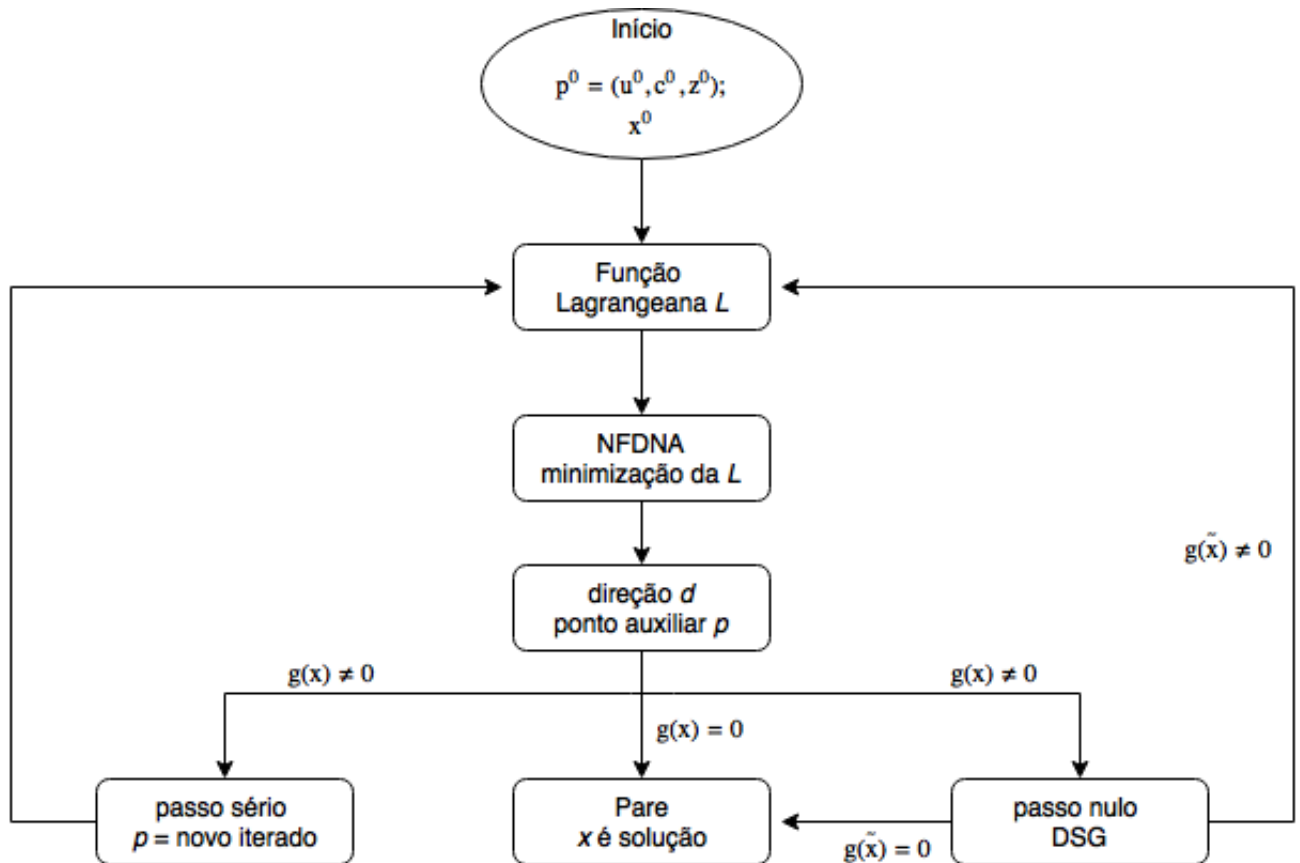 Início
p⁰ = (u⁰, c⁰, z⁰);
x⁰
Função
Lagrangeana L
NFDNA
minimização da L
direção d
ponto auxiliar p
g(x̃) ≠ 0
g(x) ≠ 0
g(x) ≠ 0
g(x) = 0
passo sério
p = novo iterado
Pare
x é solução
g(x̃) = 0
passo nulo
DSG